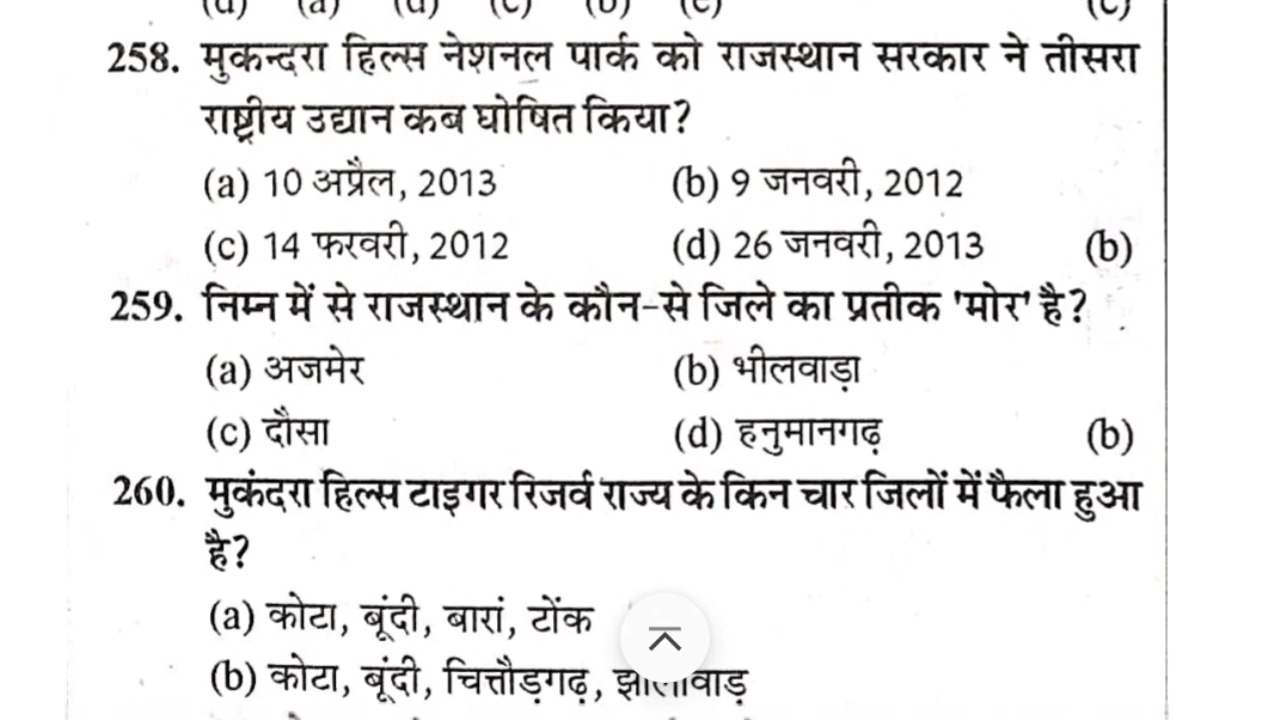 258. मुकन्दरा हिल्स नेशनल पार्क को राजस्थान सरकार ने तीसरा
राष्ट्रीय उद्यान कब घोषित किया?
(a) 10 अप्रैल, 2013 (b) 9 जनवरी, 2012
(c) 14 फरवरी, 2012 (d) 26 जनवरी, 2013 (b)
259. निम्न में से राजस्थान के कौन-से जिले का प्रतीक 'मोर' है?
(a) अजमेर (b) भीलवाड़ा
(c) दौसा (d) हनुमानगढ़ (b)
260. मुकंदरा हिल्स टाइगर रिजर्व राज्य के किन चार जिलों में फैला हुआ
है?
(a) कोटा, बूंदी, बारां, टोंक
(b) कोटा, बूंदी, चित्तौड़गढ़, झालावाड़